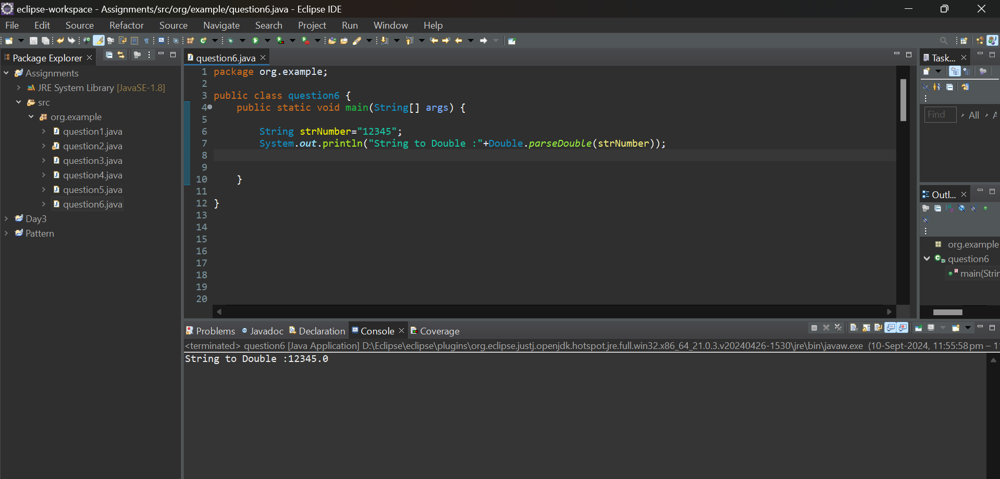 eclipse-workspace - Assignments/src/org/example/question6.java - Eclipse IDE
File Edit Source Refactor Source Navigate Search Project Run Window Help
Package Explorer
Assignments
JRE System Library [JavaSE-1.8]
src
org.example
question1.java
question2.java
question3.java
question4.java
question5.java
question6.java
Day3
Pattern
question6.java
1 package org.example;
2
3 public class question6 {
4 public static void main(String[] args) {
5
6 String strNumber="12345";
7 System.out.println("String to Double :"+Double.parseDouble(strNumber));
8
9
10 }
11
12 }
13
14
15
16
17
18
19
20
Task...
Find All A
Outl...
org.example
question6
main(Strin
Problems Javadoc Declaration Console Coverage
<terminated> question6 [Java Application] D:\Eclipse\eclipse\plugins\org.eclipse.justj.openjdk.hotspot.jre.full.win32.x86_64_21.0.3.v20240426-1530\jre\bin\javaw.exe (10-Sept-2024, 11:55:58 pm – 1
String to Double :12345.0